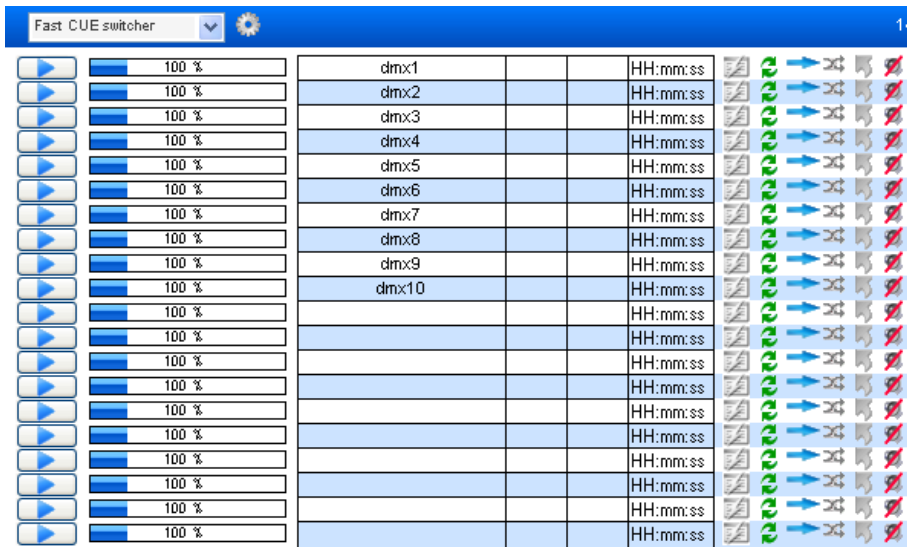 Fast CUE switcher
100 % dmx1 HH:mm:ss
100 % dmx2 HH:mm:ss
100 % dmx3 HH:mm:ss
100 % dmx4 HH:mm:ss
100 % dmx5 HH:mm:ss
100 % dmx6 HH:mm:ss
100 % dmx7 HH:mm:ss
100 % dmx8 HH:mm:ss
100 % dmx9 HH:mm:ss
100 % dmx10 HH:mm:ss
100 % HH:mm:ss
100 % HH:mm:ss
100 % HH:mm:ss
100 % HH:mm:ss
100 % HH:mm:ss
100 % HH:mm:ss
100 % HH:mm:ss
100 % HH:mm:ss
100 % HH:mm:ss
100 % HH:mm:ss